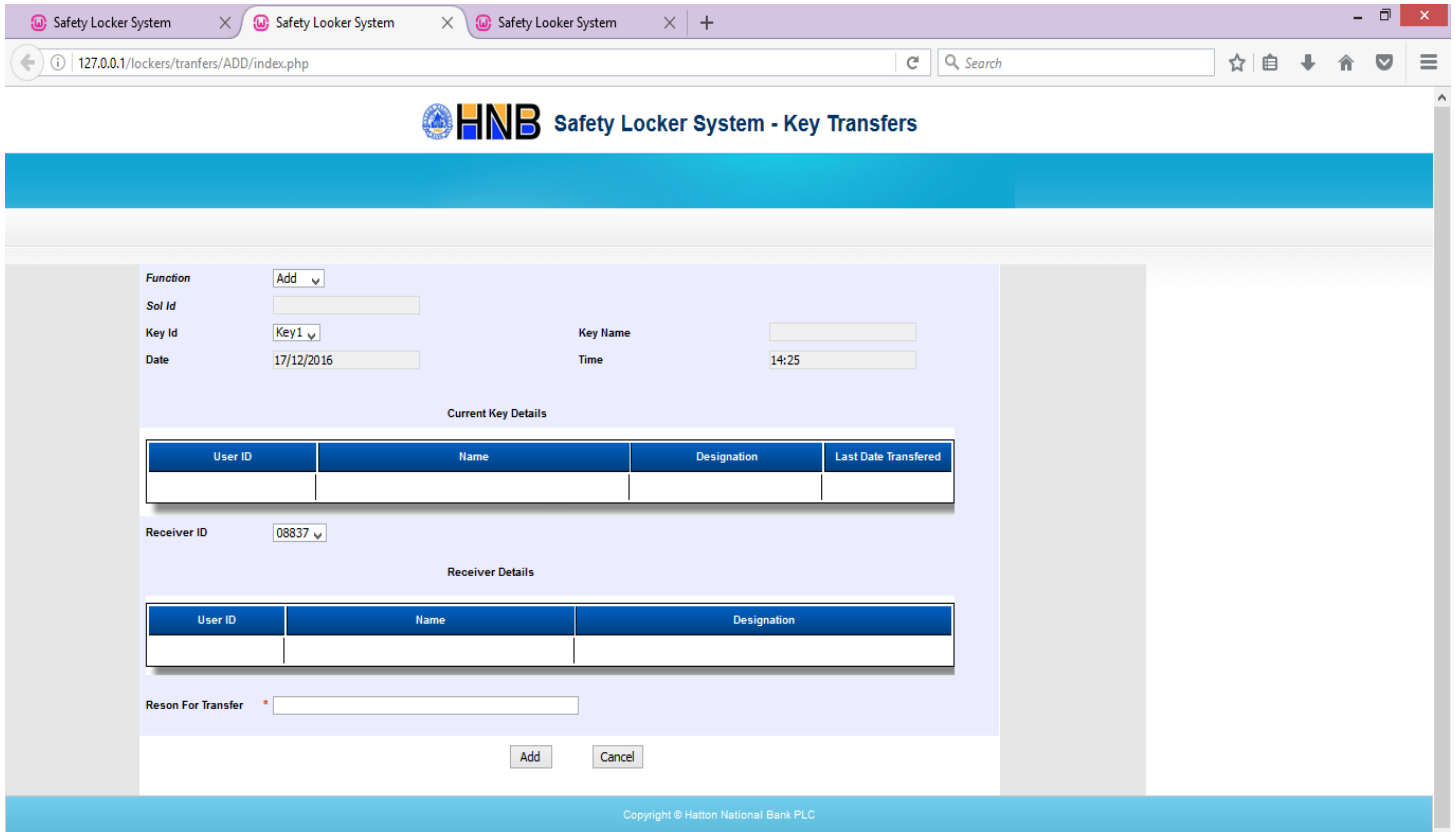 Safety Locker System Safety Looker System Safety Looker System
127.0.0.1/lockers/tranfers/ADD/index.php Search
HNB Safety Locker System - Key Transfers
Function Add
Sol Id
Key Id Key1 Key Name
Date 17/12/2016 Time 14:25
Current Key Details
User ID Name Designation Last Date Transfered
Receiver ID 08837
Receiver Details
User ID Name Designation
Reson For Transfer *
Add Cancel
Copyright © Hatton National Bank PLC